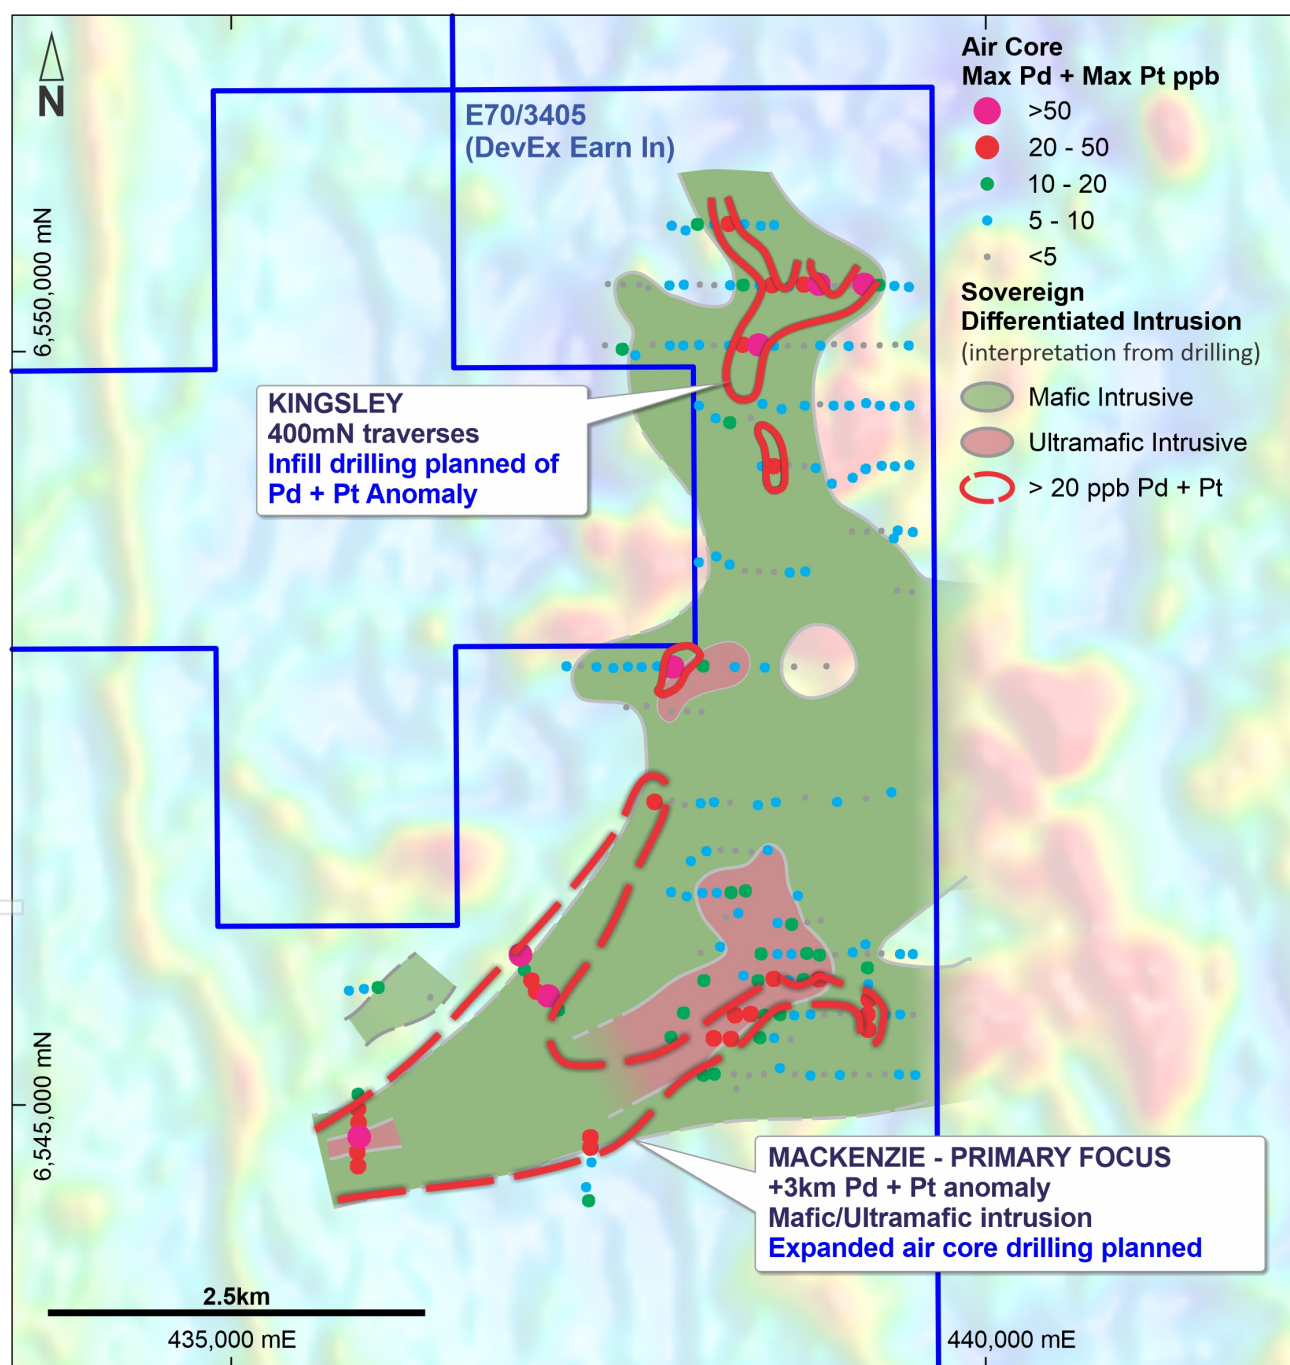 N
E70/3405
(DevEx Earn In)
Air Core
Max Pd + Max Pt ppb
>50
20 - 50
10 - 20
5 - 10
<5
Sovereign
Differentiated Intrusion
(interpretation from drilling)
Mafic Intrusive
Ultramafic Intrusive
> 20 ppb Pd + Pt
6,550,000 mN
KINGSLEY
400mN traverses
Infill drilling planned of
Pd + Pt Anomaly
6,545,000 mN
MACKENZIE - PRIMARY FOCUS
+3km Pd + Pt anomaly
Mafic/Ultramafic intrusion
Expanded air core drilling planned
2.5km
435,000 mE
440,000 mE